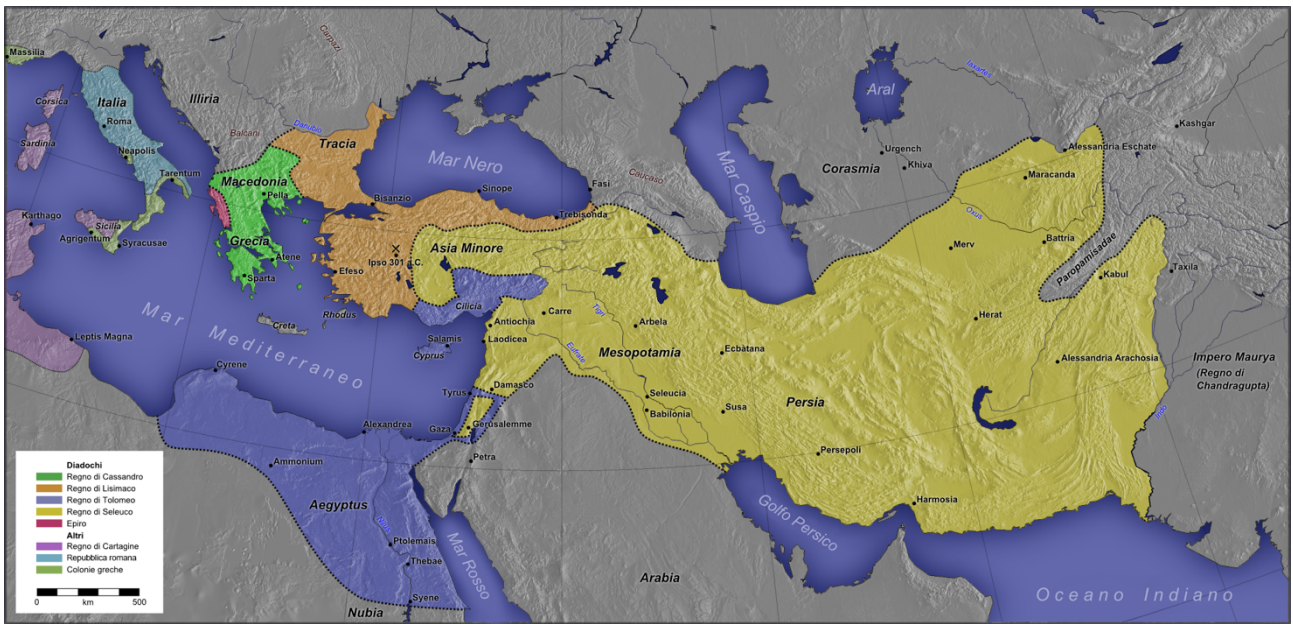 Massilia
Corsica
Sardinia
Italia
Roma
Neapolis
Tarentum
Illiria
Carpazi
Balcani
Danubio
Tracia
Macedonia
Pella
Grecia
Atene
Sparta
Karthago
Sicilia
Agrigentum
Syracusae
Leptis Magna
Mar Mediterraneo
Creta
Rhodus
Mar Nero
Bisanzio
Sinope
Fasi
Trebisonda
Caucaso
Asia Minore
Ipso 301 a.C.
Efeso
Cilicia
Salamis
Cyprus
Antiochia
Laodicea
Carre
Tigri
Eufrate
Arbela
Mesopotamia
Ecbàtana
Damasco
Tyrus
Gerusalemme
Gaza
Petra
Seleucia
Babilonia
Susa
Persia
Persepoli
Harmosia
Mar Caspio
Aral
Iaxartes
Urgench
Khiva
Corasmia
Kashgar
Alessandria Eschate
Maracanda
Oxus
Merv
Battria
Paropamisadae
Kabul
Taxila
Herat
Alessandria Arachosia
Impero Maurya
(Regno di
Chandragupta)
Indo
Cyrene
Alexandrea
Ammonium
Aegyptus
Nilus
Ptolemais
Thebae
Syene
Nubia
Mar Rosso
Arabia
Golfo Persico
Oceano Indiano
Diadochi
Regno di Cassandro
Regno di Lisimaco
Regno di Tolomeo
Regno di Seleuco
Epiro
Altri
Regno di Cartagine
Repubblica romana
Colonie greche
0 km 500